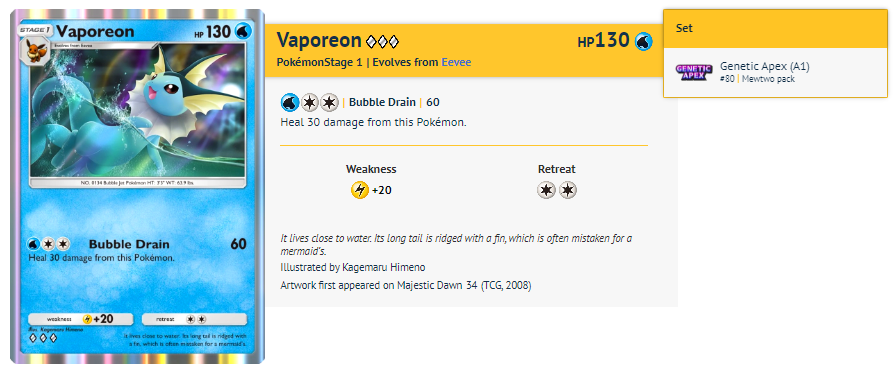 STAGE 1 Vaporeon HP 130
Evolves from Eevee
NO. 0134 Bubble Jet Pokémon HT: 3'3" WT: 63.9 lbs.
Bubble Drain 60
Heal 30 damage from this Pokémon.
weakness +20 retreat
Illus. Kagemaru Himeno
It lives close to water. Its long tail is ridged with
a fin, which is often mistaken for a mermaid's.
Vaporeon HP130
PokémonStage 1 | Evolves from Eevee
| Bubble Drain | 60
Heal 30 damage from this Pokémon.
Weakness Retreat
+20
It lives close to water. Its long tail is ridged with a fin, which is often mistaken for a
mermaid's.
Illustrated by Kagemaru Himeno
Artwork first appeared on Majestic Dawn 34 (TCG, 2008)
Set
GENETIC
APEX
Genetic Apex (A1)
#80 | Mewtwo pack